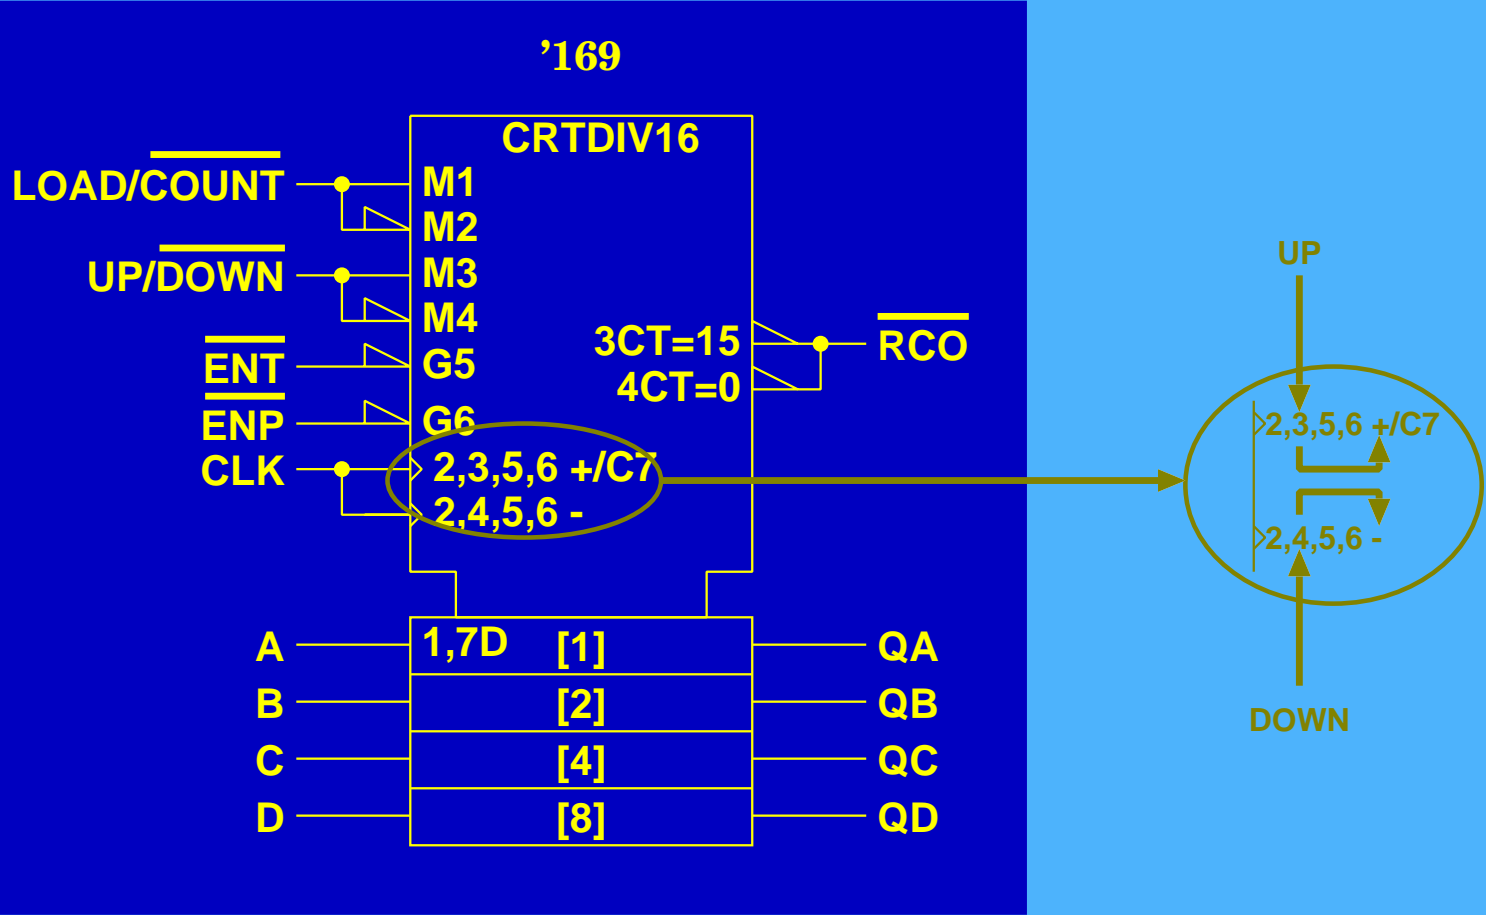 ’169
CRTDIV16
LOAD/COUNT
M1
M2
UP/DOWN
M3
M4
ENT
G5
ENP
G6
CLK
2,3,5,6 +/C7
2,4,5,6 -
3CT=15
4CT=0
RCO
A
1,7D
[1]
QA
B
[2]
QB
C
[4]
QC
D
[8]
QD
UP
2,3,5,6 +/C7
2,4,5,6 -
DOWN